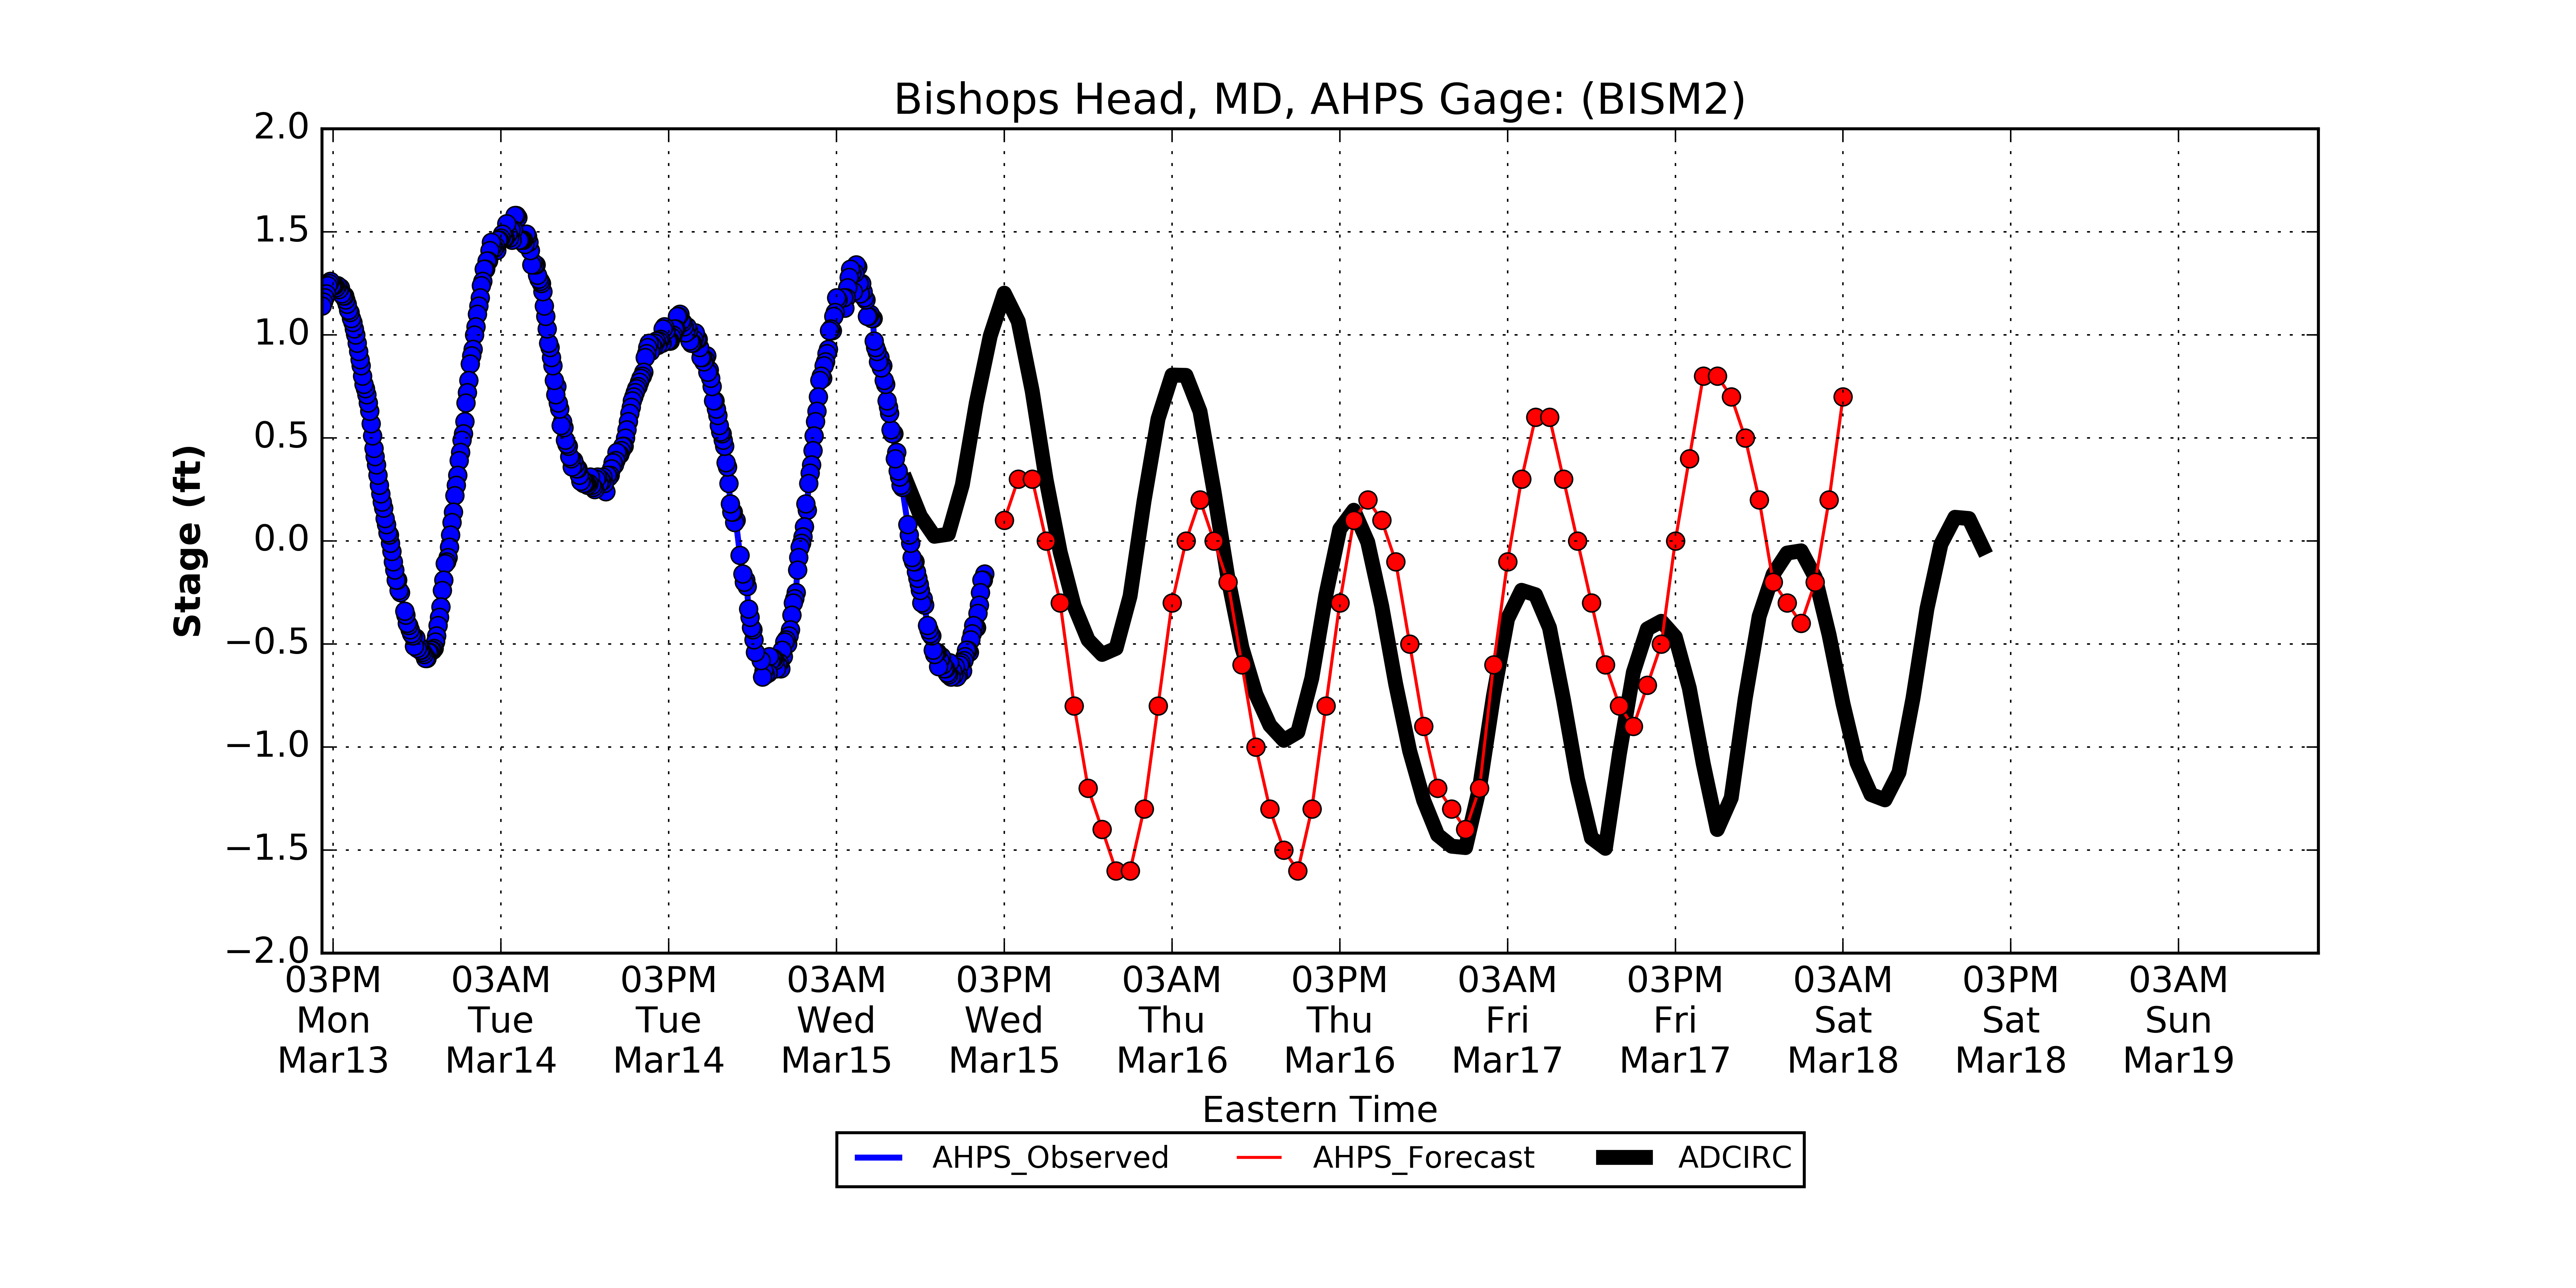 Bishops Head, MD, AHPS Gage: (BISM2)
2.0
1.5
1.0
0.5
0.0
−0.5
−1.0
−1.5
−2.0
Stage (ft)
03PM 03AM 03PM 03AM 03PM 03AM 03PM 03AM 03PM 03AM 03PM 03AM
Mon Tue Tue Wed Wed Thu Thu Fri Fri Sat Sat Sun
Mar13 Mar14 Mar14 Mar15 Mar15 Mar16 Mar16 Mar17 Mar17 Mar18 Mar18 Mar19
Eastern Time
AHPS_Observed AHPS_Forecast ADCIRC